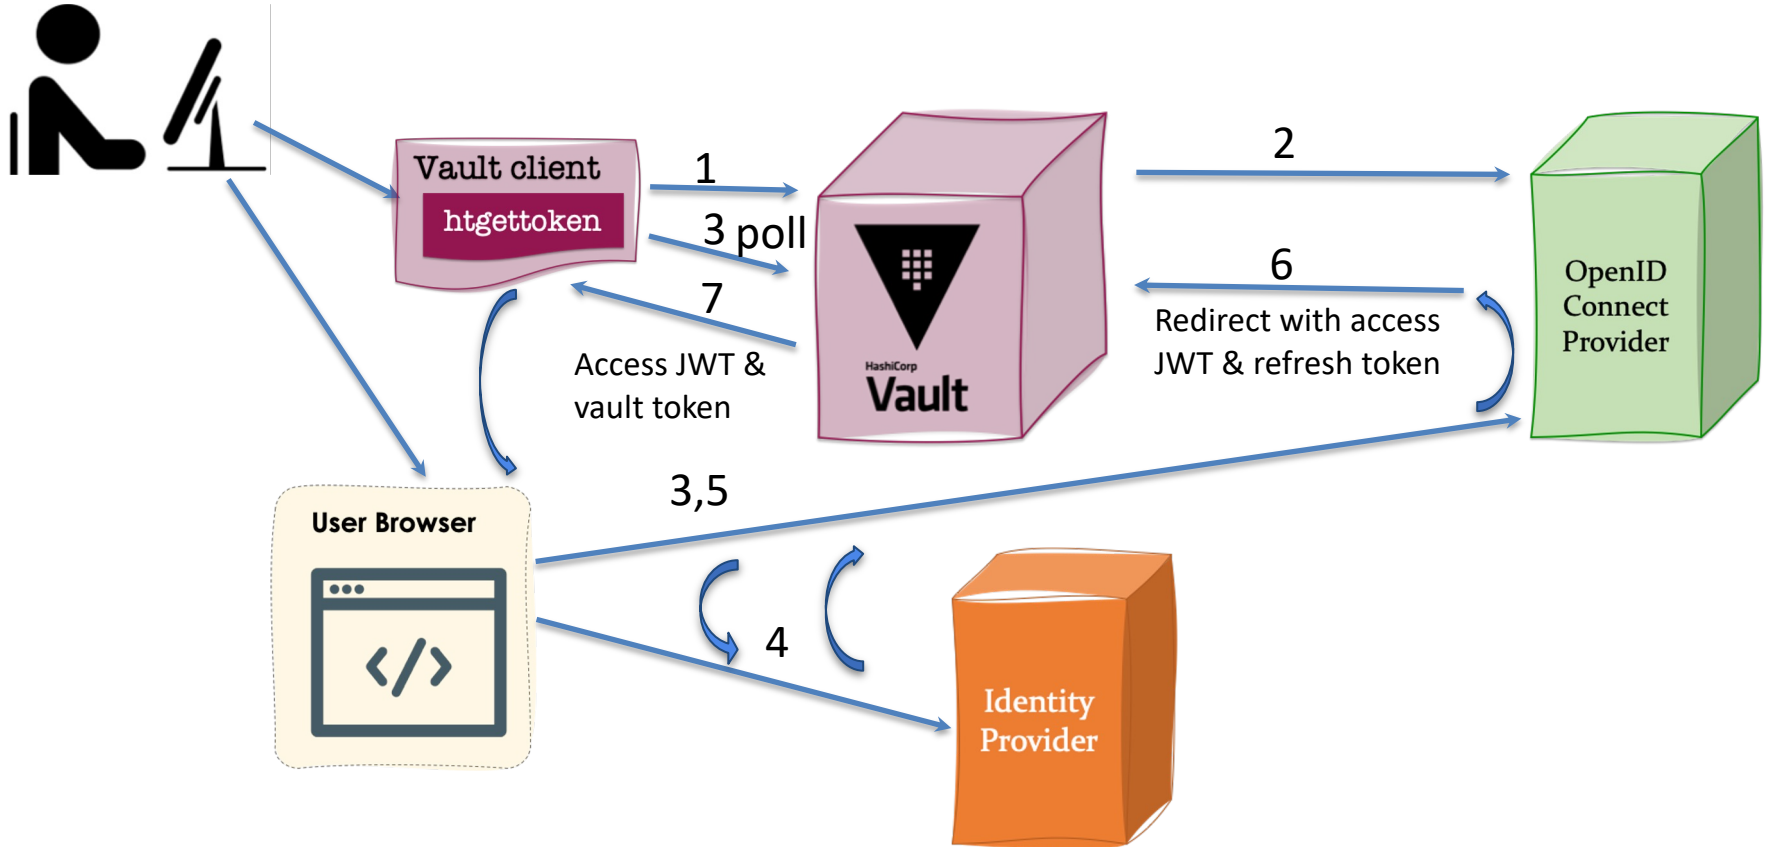 Vault client
htgettoken
1
3 poll
7
Access JWT &
vault token
HashiCorp
Vault
2
6
Redirect with access
JWT & refresh token
OpenID
Connect
Provider
3,5
User Browser
</>
4
Identity
Provider